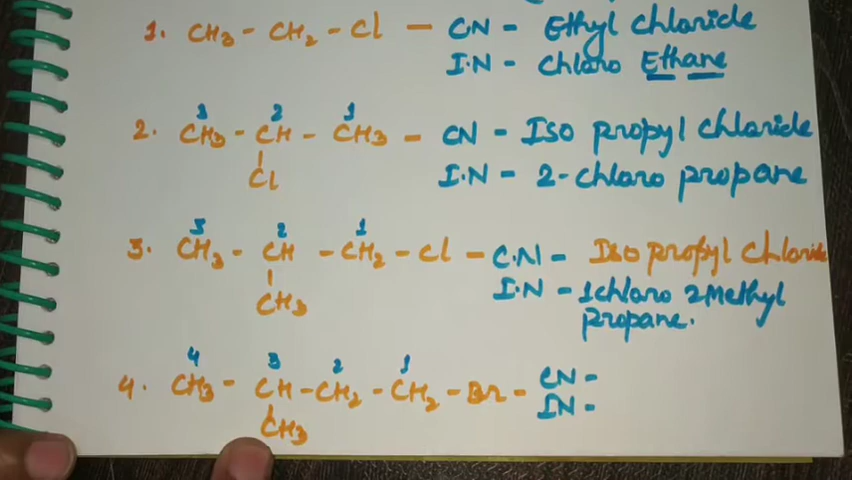 1. CH3 - CH2 - Cl - CN - Ethyl chloride
I.N - chloro Ethane
3 2 1
2. CH3 - CH - CH3 - CN - Iso propyl chloride
Cl
I.N - 2-chloro propane
3 2 1
3. CH3 - CH - CH2 - Cl - C.N - Iso propyl chloride
CH3
I.N - 1chloro 2Methyl
propane.
4 3 2 1
4. CH3 - CH - CH2 - CH2 - Br - CN -
IN -
CH3